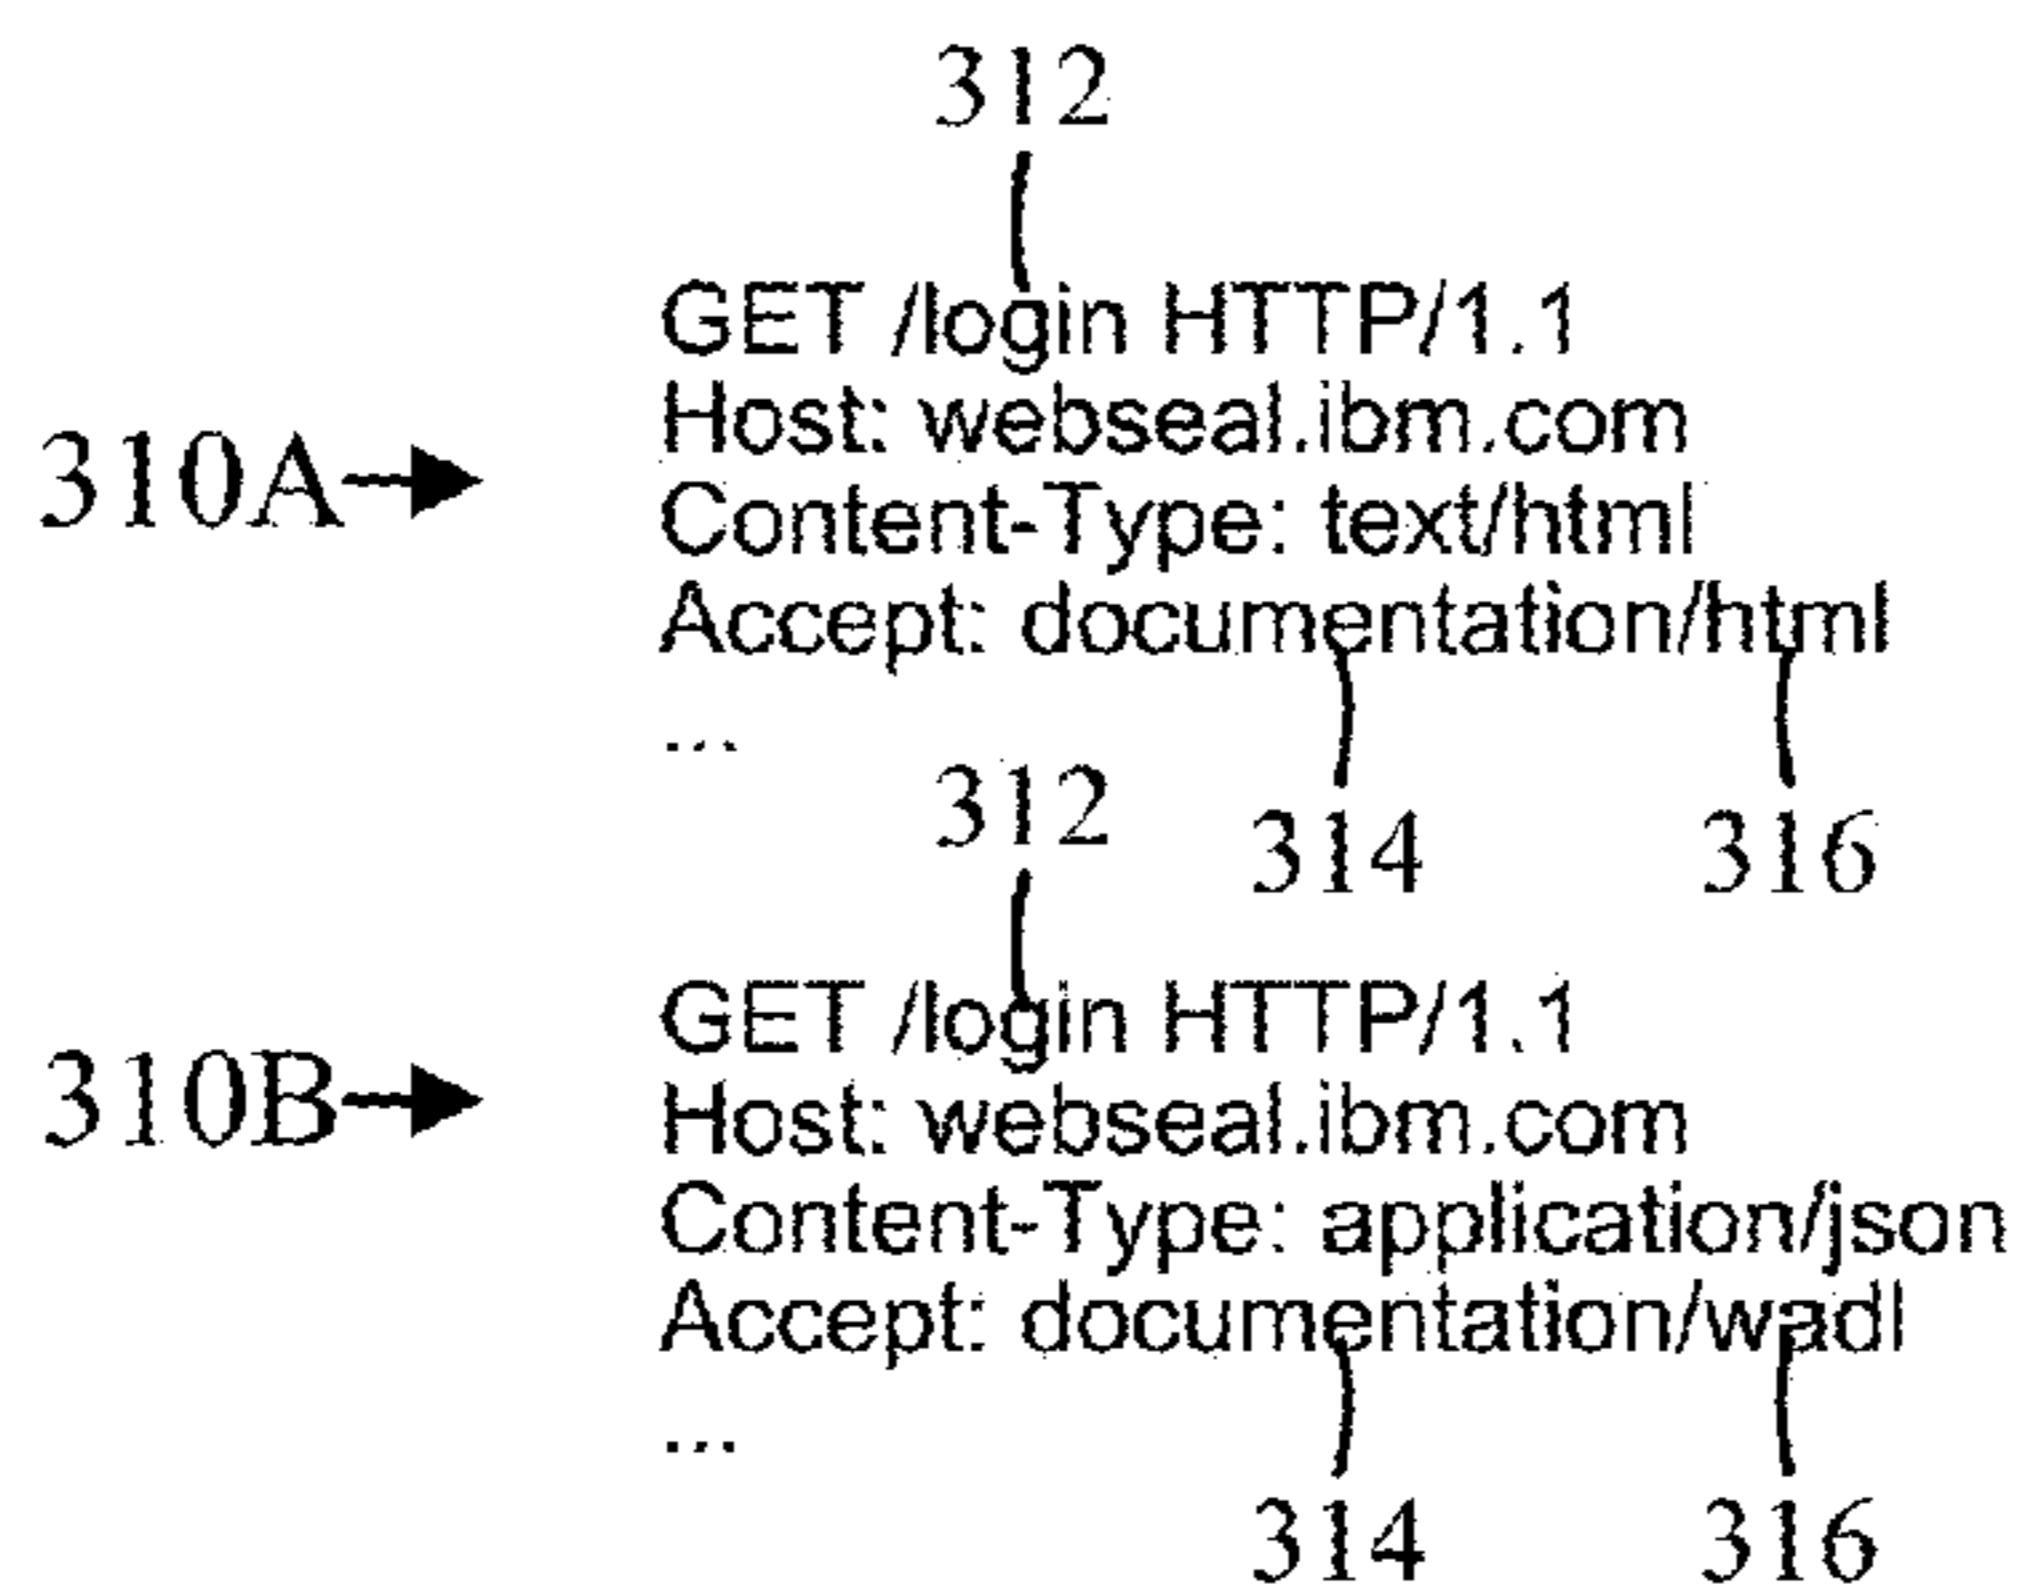 312
GET /login HTTP/1.1
Host: webseal.ibm.com
310A
Content-Type: text/html
Accept: documentation/html
...
312
314
316
GET /login HTTP/1.1
Host: webseal.ibm.com
310B
Content-Type: application/json
Accept: documentation/wadl
...
314
316